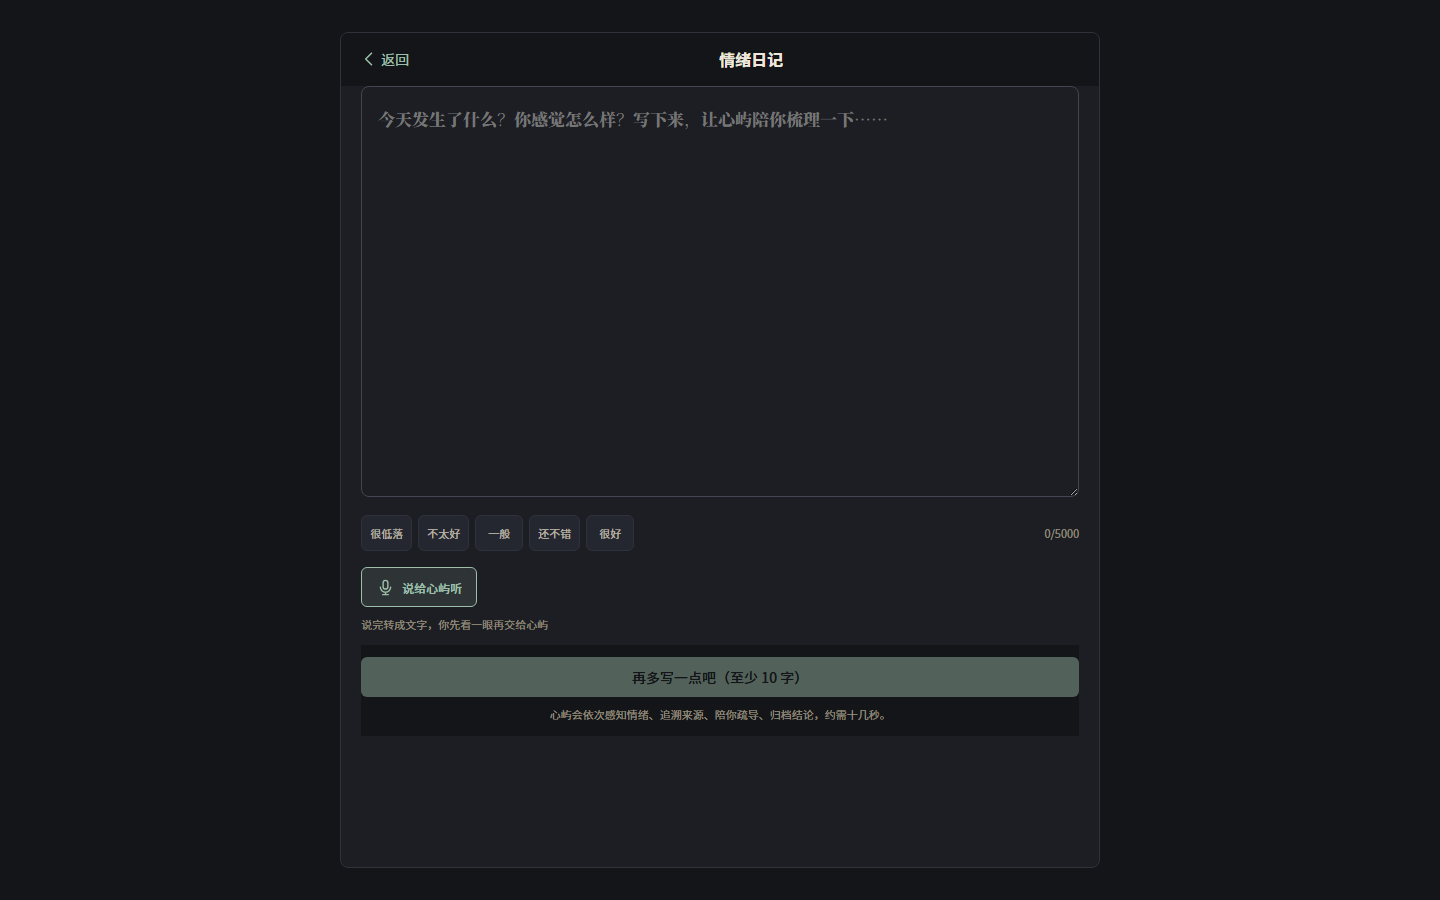 返回
情绪日记
今天发生了什么？你感觉怎么样？写下来，让心屿陪你梳理一下……
很低落 不太好 一般 还不错 很好 0/5000
说给心屿听
说完转成文字，你先看一眼再交给心屿
再多写一点吧（至少 10 字）
心屿会依次感知情绪、追溯来源、陪你疏导、归档结论，约需十几秒。